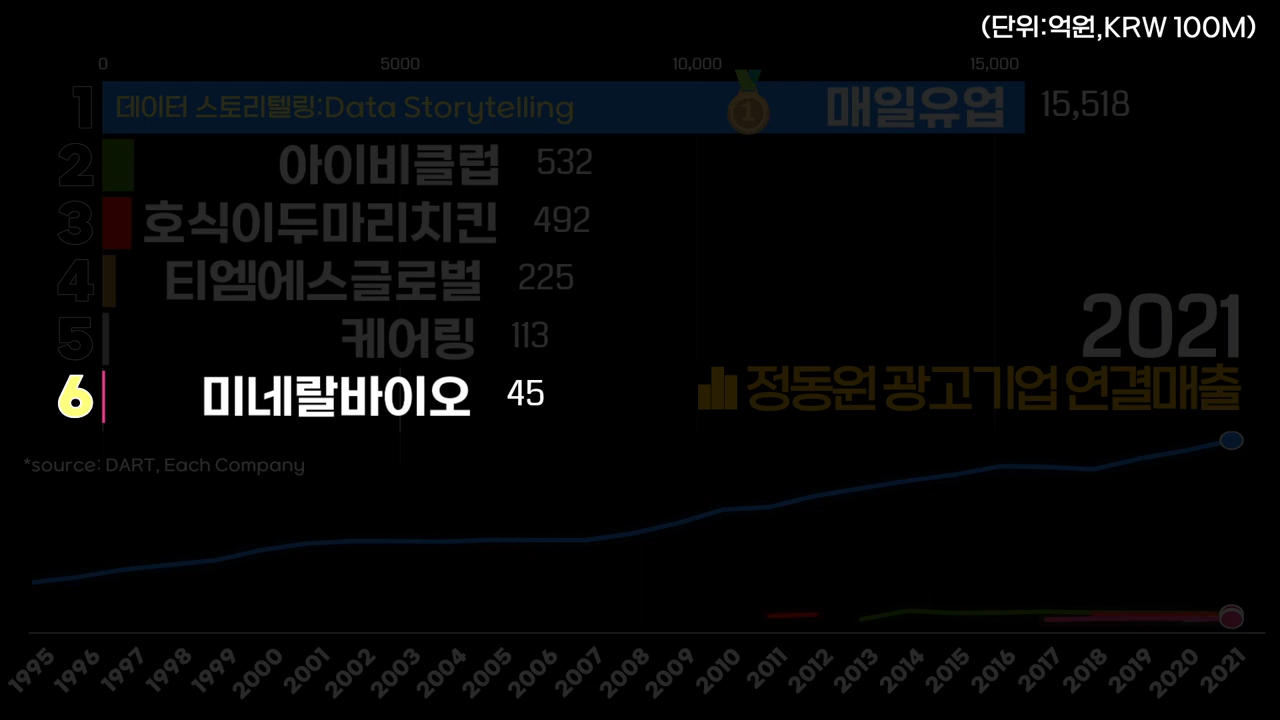 (단위:억원,KRW 100M)
0 5000 10,000 15,000
1 데이터 스토리텔링:Data Storytelling 1 매일유업 15,518
2 아이비클럽 532
3 호식이두마리치킨 492
4 티엠에스글로벌 225
5 케어링 113
2021
6 미네랄바이오 45
정동원 광고기업 연결매출
*source: DART, Each Company
1995 1996 1997 1998 1999 2000 2001 2002 2003 2004 2005 2006 2007 2008 2009 2010 2011 2012 2013 2014 2015 2016 2017 2018 2019 2020 2021